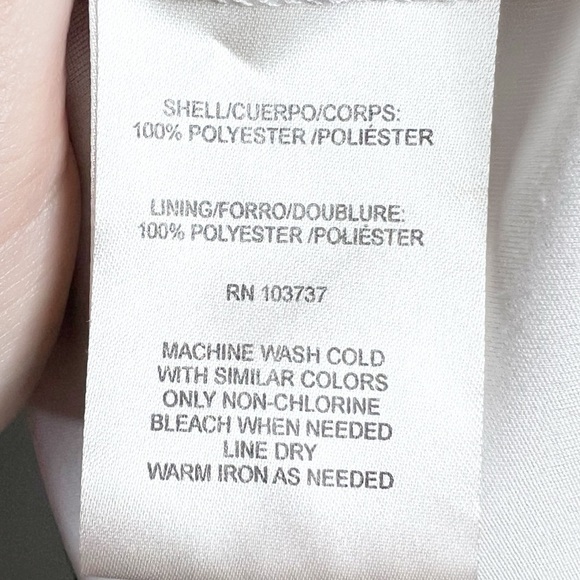 SHELL/CUERPO/CORPS:
100% POLYESTER /POLIÉSTER
LINING/FORRO/DOUBLURE:
100% POLYESTER /POLIÉSTER
RN 103737
MACHINE WASH COLD
WITH SIMILAR COLORS
ONLY NON-CHLORINE
BLEACH WHEN NEEDED
LINE DRY
WARM IRON AS NEEDED